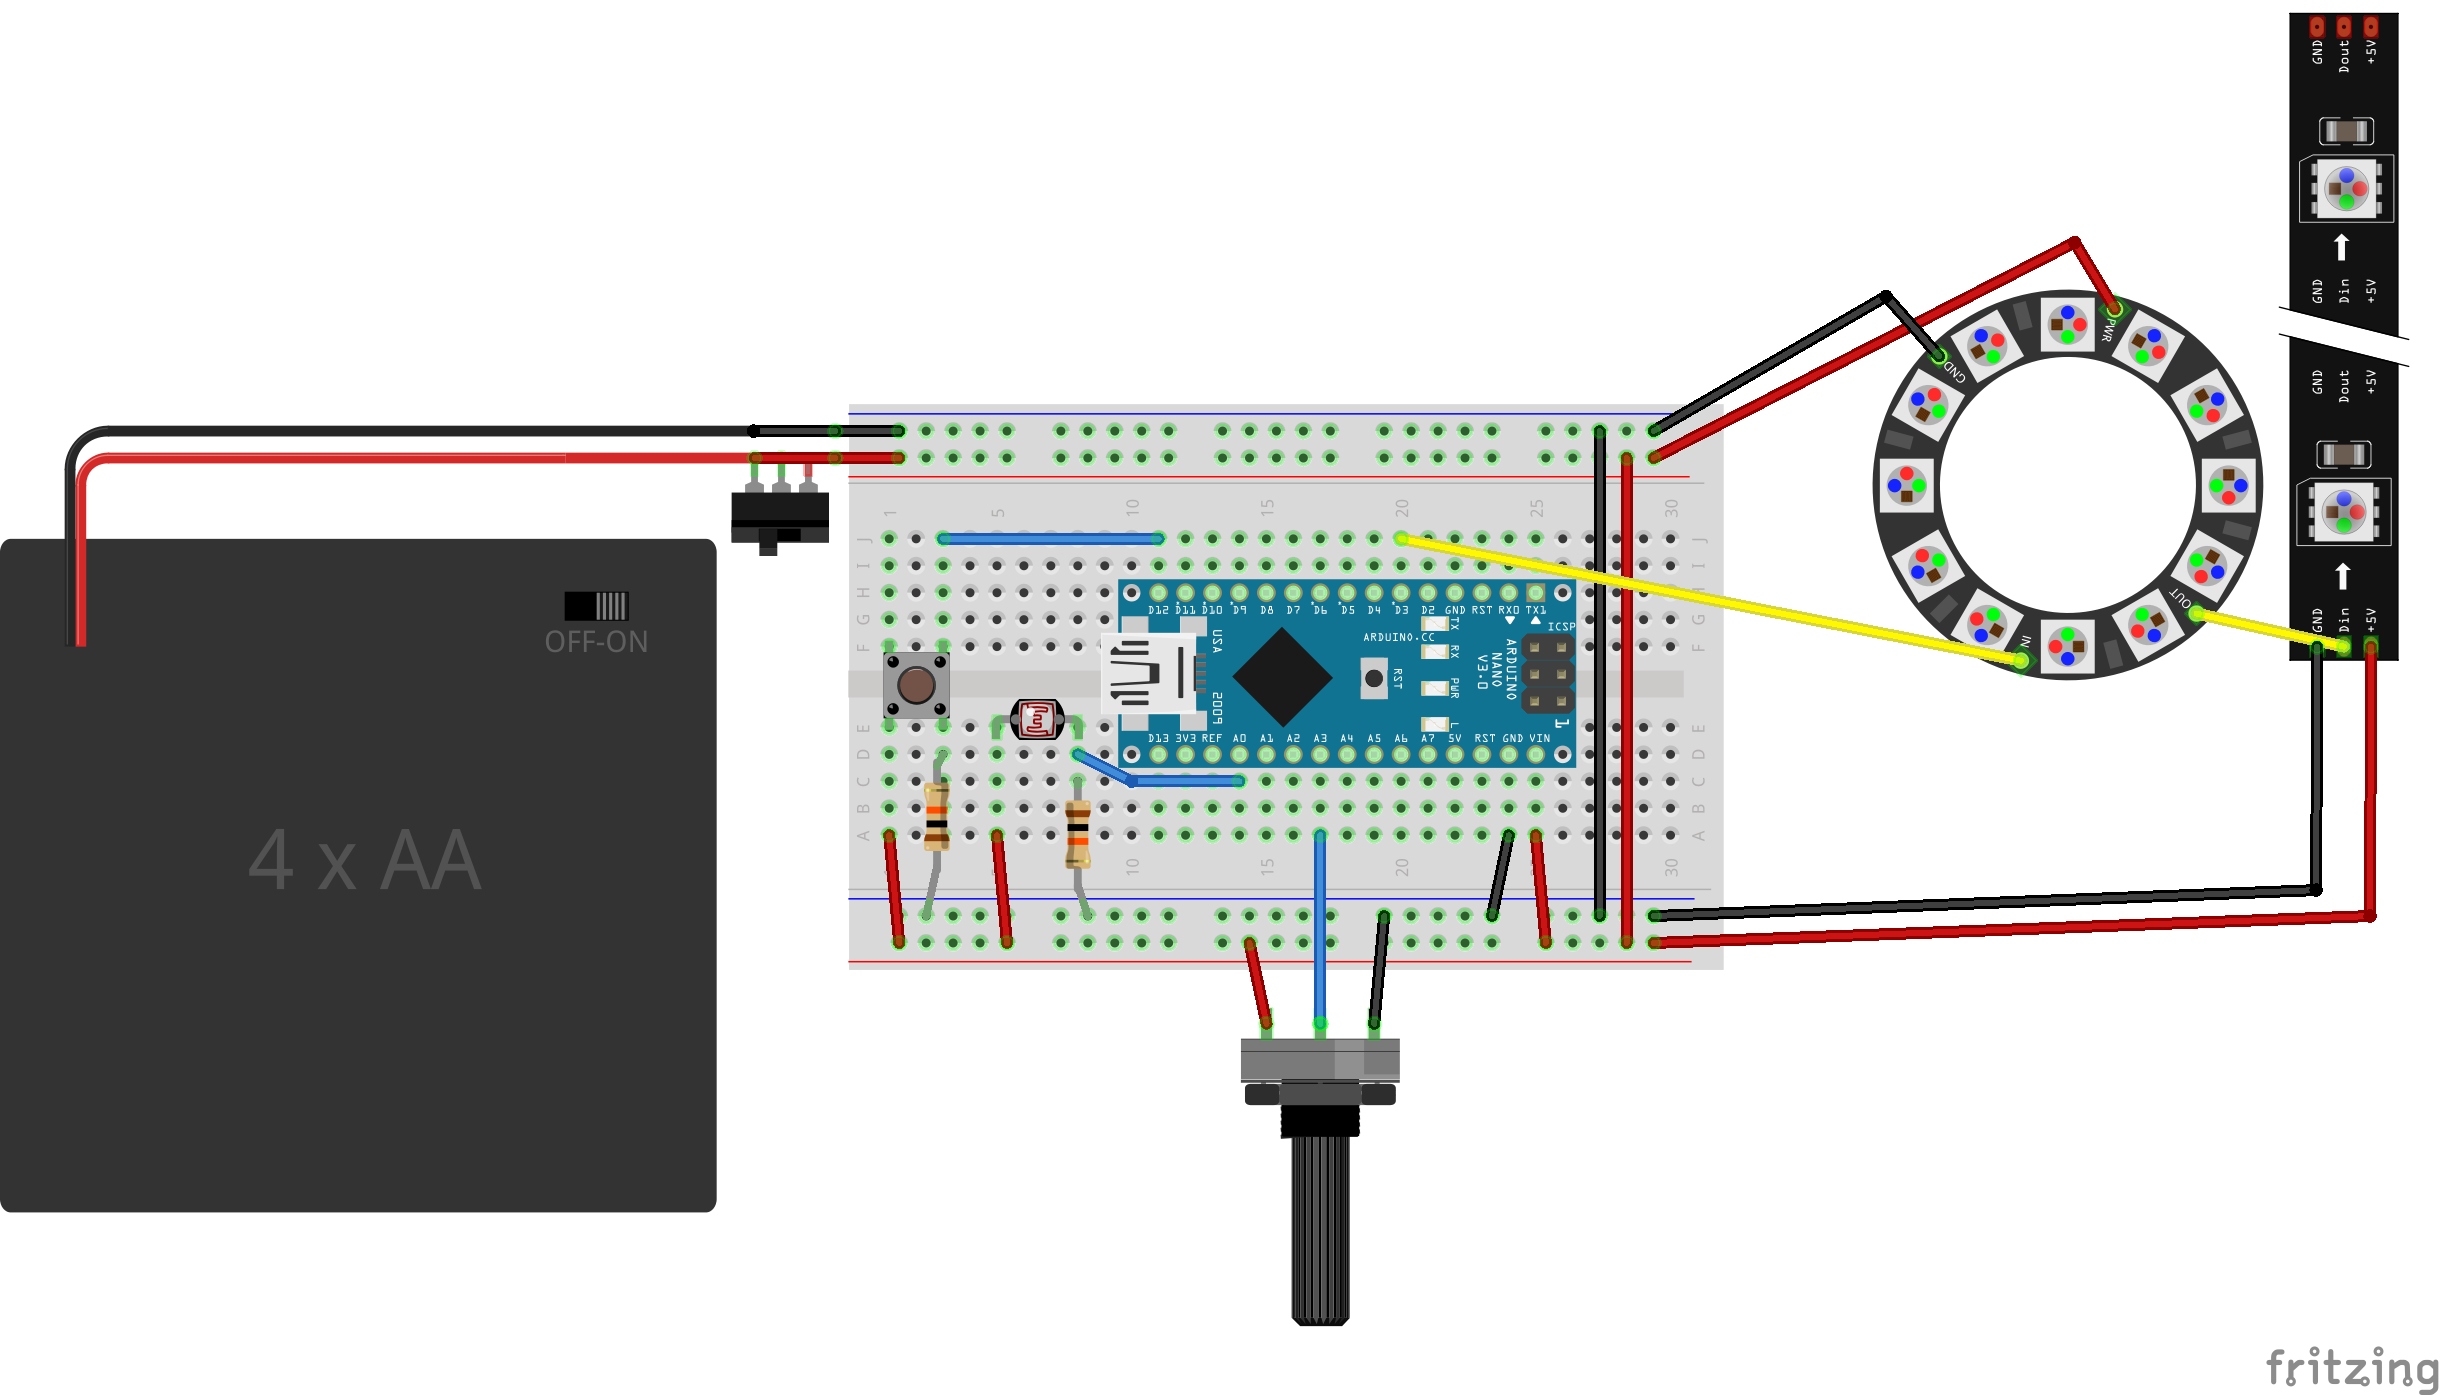 GND Dout +5V
GND Din +5V
GND Dout +5V
GND Din +5V
PWR
GND
OUT
IN
OFF-ON
4 x AA
1 5 10 15 20 25 30
J J
I I
H H
G G
F F
D12 D11 D10 D9 D8 D7 D6 D5 D4 D3 D2 GND RST RX0 TX1
USA
ARDUINO.CC
TX
RX
PWR
L
RST
ICSP
ARDUINO
NANO
V3.0
1
D13 3V3 REF A0 A1 A2 A3 A4 A5 A6 A7 5V RST GND VIN
E E
D D
C C
B B
A A
10 15 20 30
fritzing